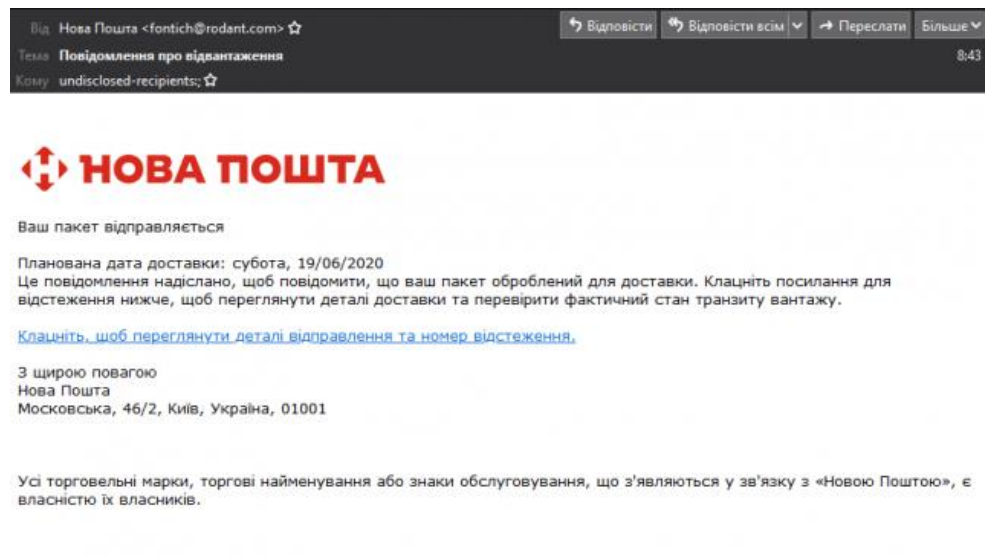 Від Нова Пошта <fontich@rodant.com>
Відповісти Відповісти всім Переслати Більше
Тема Повідомлення про відвантаження 8:43
Кому undisclosed-recipients:;
НОВА ПОШТА
Ваш пакет відправляється
Планована дата доставки: субота, 19/06/2020
Це повідомлення надіслано, щоб повідомити, що ваш пакет оброблений для доставки. Клацніть посилання для
відстеження нижче, щоб переглянути деталі доставки та перевірити фактичний стан транзиту вантажу.
Клацніть, щоб переглянути деталі відправлення та номер відстеження.
З щирою повагою
Нова Пошта
Московська, 46/2, Київ, Україна, 01001
Усі торговельні марки, торгові найменування або знаки обслуговування, що з'являються у зв'язку з «Новою Поштою», є
власністю їх власників.